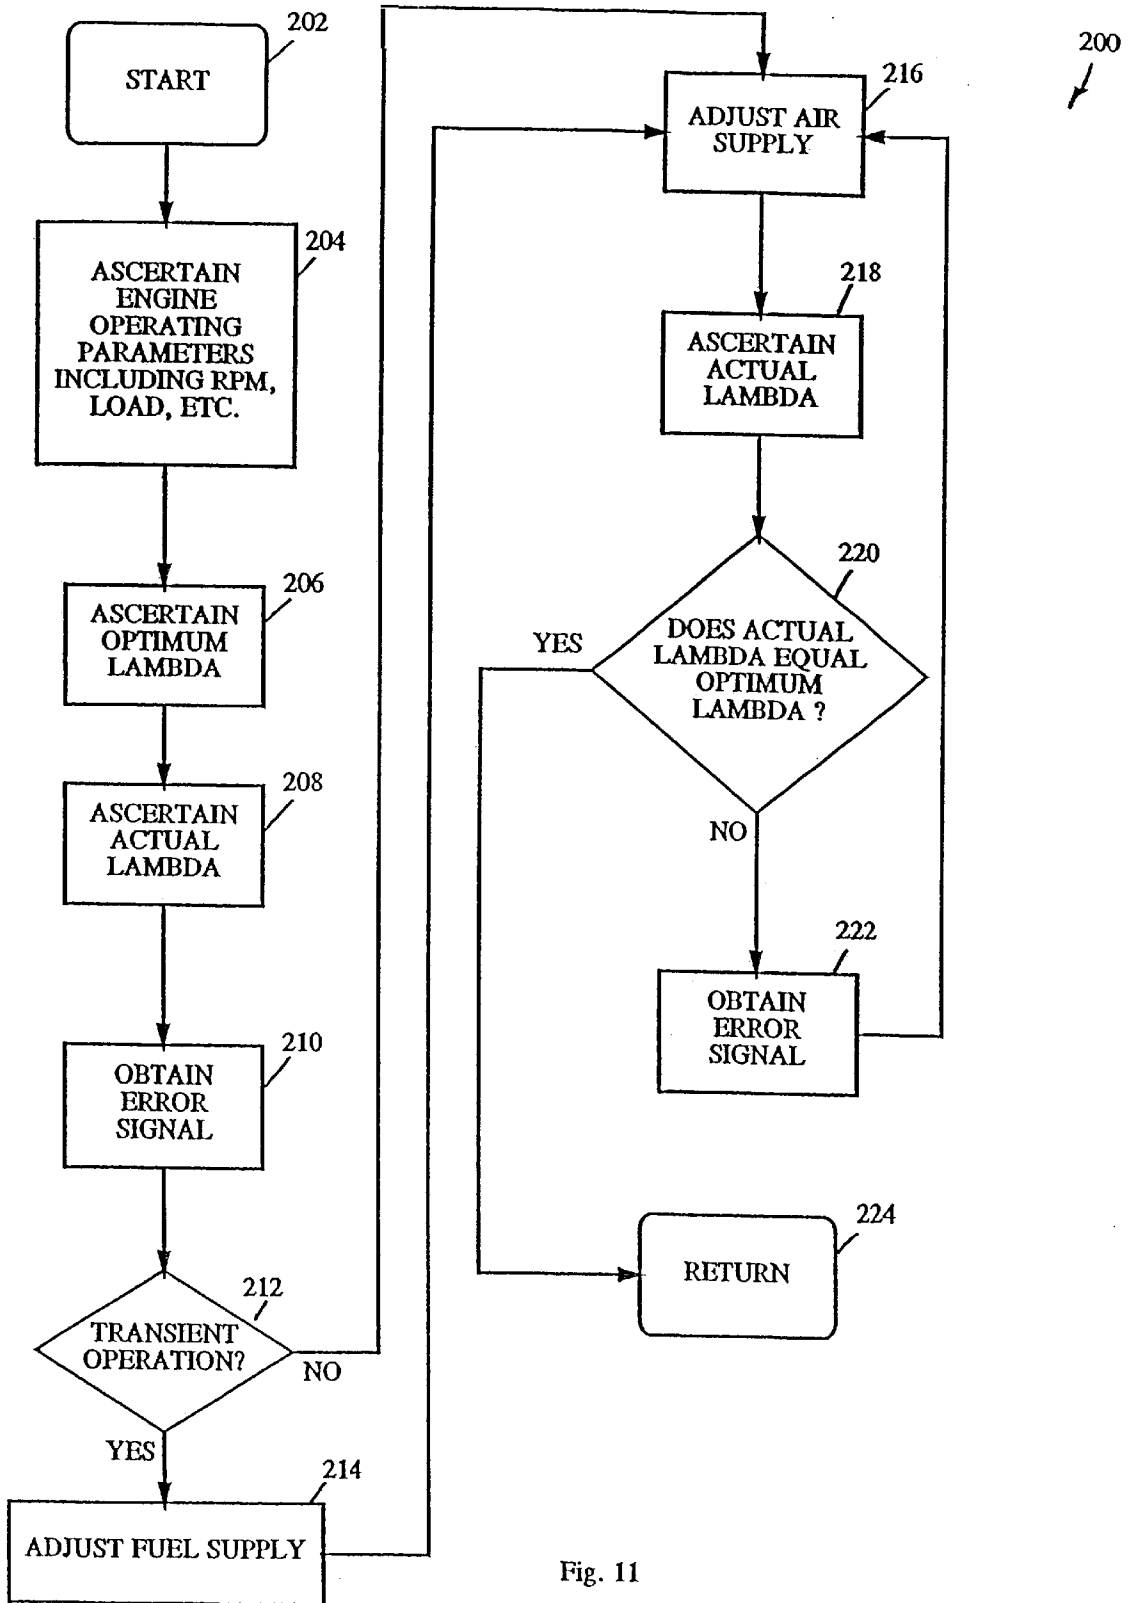 202
START
204
ASCERTAIN
ENGINE
OPERATING
PARAMETERS
INCLUDING RPM,
LOAD, ETC.
206
ASCERTAIN
OPTIMUM
LAMBDA
208
ASCERTAIN
ACTUAL
LAMBDA
210
OBTAIN
ERROR
SIGNAL
212
TRANSIENT
OPERATION?
NO
YES
214
ADJUST FUEL SUPPLY
200
216
ADJUST AIR
SUPPLY
218
ASCERTAIN
ACTUAL
LAMBDA
220
YES
DOES ACTUAL
LAMBDA EQUAL
OPTIMUM
LAMBDA ?
NO
222
OBTAIN
ERROR
SIGNAL
224
RETURN
Fig. 11